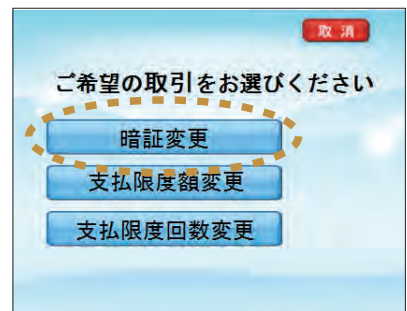 取消
ご希望の取引をお選びください
暗証変更
支払限度額変更
支払限度回数変更